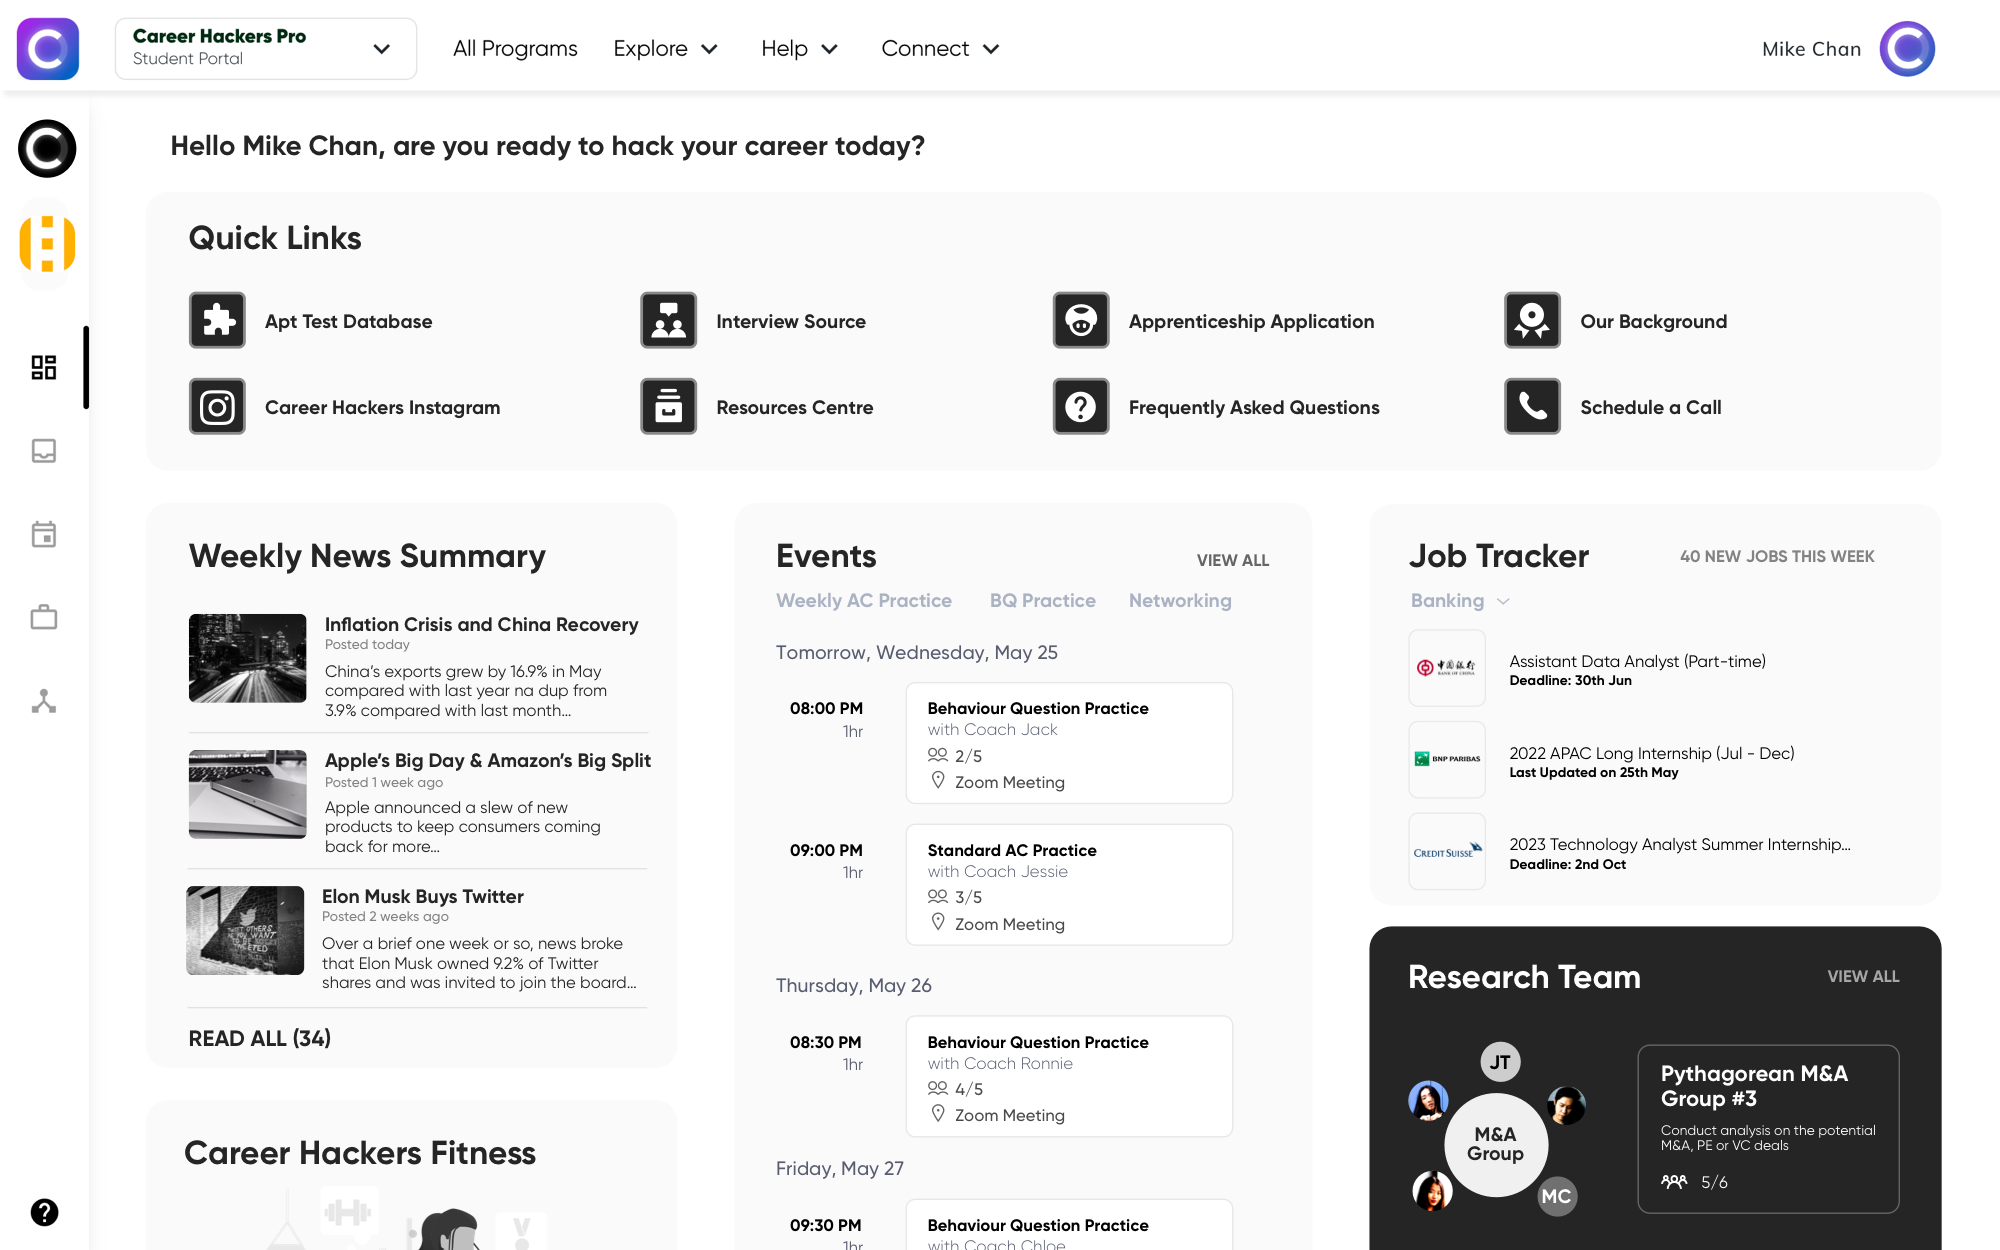 Career Hackers Pro
Student Portal
All Programs
Explore
Help
Connect
Mike Chan
Hello Mike Chan, are you ready to hack your career today?
Quick Links
Apt Test Database
Interview Source
Apprenticeship Application
Our Background
Career Hackers Instagram
Resources Centre
Frequently Asked Questions
Schedule a Call
Weekly News Summary
Inflation Crisis and China Recovery
Posted today
China's exports grew by 16.9% in May
compared with last year na dup from
3.9% compared with last month...
Apple's Big Day & Amazon's Big Split
Posted 1 week ago
Apple announced a slew of new
products to keep consumers coming
back for more...
Elon Musk Buys Twitter
Posted 2 weeks ago
Over a brief one week or so, news broke
that Elon Musk owned 9.2% of Twitter
shares and was invited to join the board...
READ ALL (34)
Career Hackers Fitness
Events
VIEW ALL
Weekly AC Practice
BQ Practice
Networking
Tomorrow, Wednesday, May 25
08:00 PM
1hr
Behaviour Question Practice
with Coach Jack
2/5
Zoom Meeting
09:00 PM
1hr
Standard AC Practice
with Coach Jessie
3/5
Zoom Meeting
Thursday, May 26
08:30 PM
1hr
Behaviour Question Practice
with Coach Ronnie
4/5
Zoom Meeting
Friday, May 27
09:30 PM
1hr
Behaviour Question Practice
with Coach Chloe
Job Tracker
40 NEW JOBS THIS WEEK
Banking
中国银行
BANK OF CHINA
Assistant Data Analyst (Part-time)
Deadline: 30th Jun
BNP PARIBAS
2022 APAC Long Internship (Jul - Dec)
Last Updated on 25th May
CREDIT SUISSE
2023 Technology Analyst Summer Internship...
Deadline: 2nd Oct
Research Team
VIEW ALL
JT
M&A
Group
MC
Pythagorean M&A
Group #3
Conduct analysis on the potential
M&A, PE or VC deals
5/6